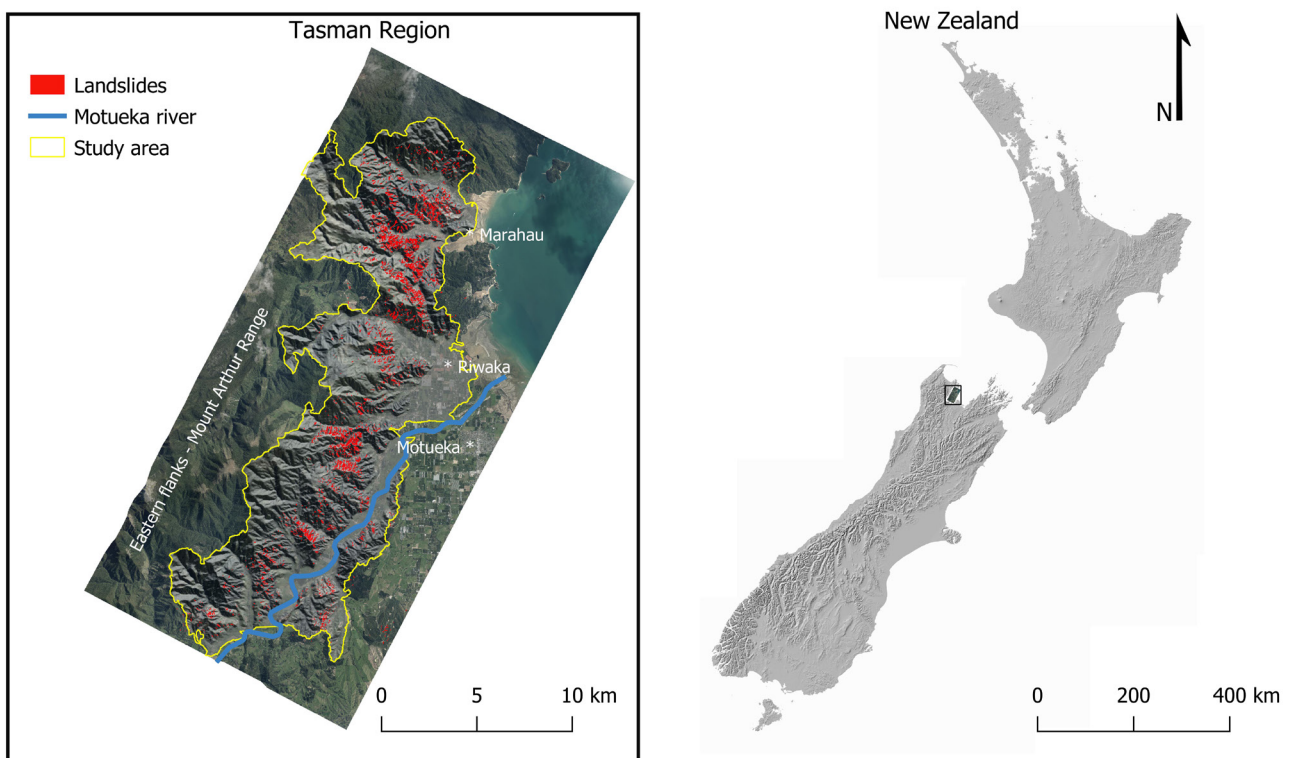 Tasman Region
Landslides
Motueka river
Study area
* Marahau
* Riwaka
Motueka *
Eastern flanks - Mount Arthur Range
0 5 10 km
New Zealand
N
0 200 400 km